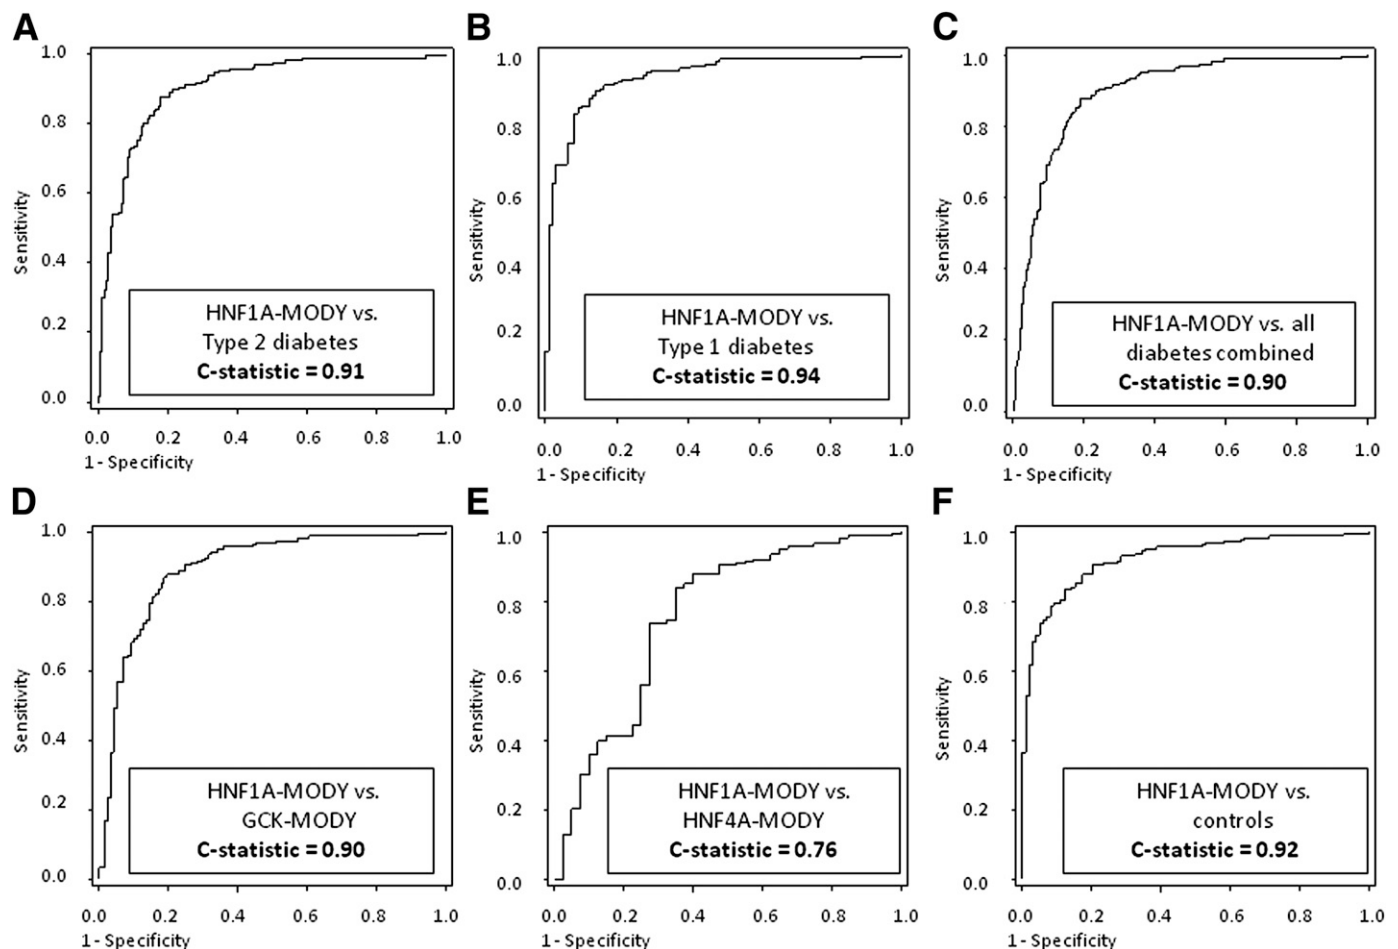 A
1.0
0.8
0.6
0.4
0.2
0.0
Sensitivity
HNF1A-MODY vs.
Type 2 diabetes
C-statistic = 0.91
0.0 0.2 0.4 0.6 0.8 1.0
1 - Specificity
B
1.0
0.8
0.6
0.4
0.2
0.0
Sensitivity
HNF1A-MODY vs.
Type 1 diabetes
C-statistic = 0.94
0.0 0.2 0.4 0.6 0.8 1.0
1 - Specificity
C
1.0
0.8
0.6
0.4
0.2
0.0
Sensitivity
HNF1A-MODY vs. all
diabetes combined
C-statistic = 0.90
0.0 0.2 0.4 0.6 0.8 1.0
1 - Specificity
D
1.0
0.8
0.6
0.4
0.2
0.0
Sensitivity
HNF1A-MODY vs.
GCK-MODY
C-statistic = 0.90
0.0 0.2 0.4 0.6 0.8 1.0
1 - Specificity
E
1.0
0.8
0.6
0.4
0.2
0.0
Sensitivity
HNF1A-MODY vs.
HNF4A-MODY
C-statistic = 0.76
0.0 0.2 0.4 0.6 0.8 1.0
1 - Specificity
F
1.0
0.8
0.6
0.4
0.2
0.0
Sensitivity
HNF1A-MODY vs.
controls
C-statistic = 0.92
0.0 0.2 0.4 0.6 0.8 1.0
1 - Specificity